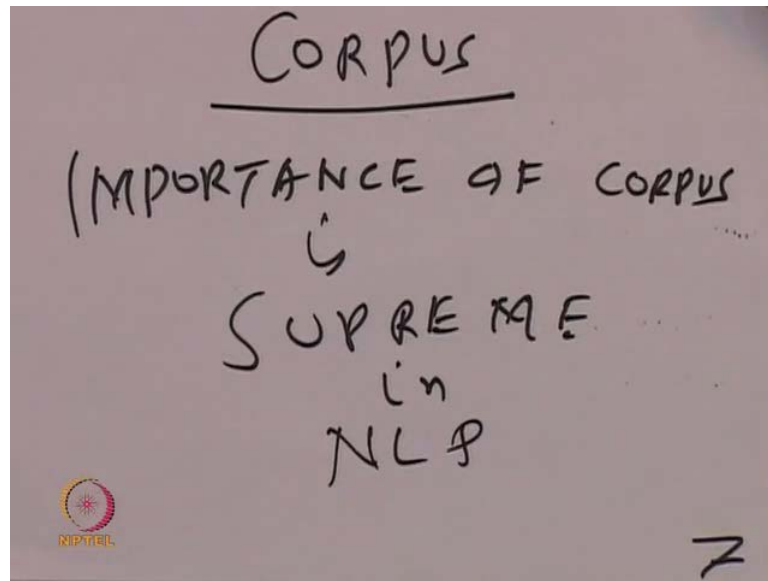 CORPUS
IMPORTANCE OF CORPUS
is
SUPREME
in
NLP
NPTEL
7